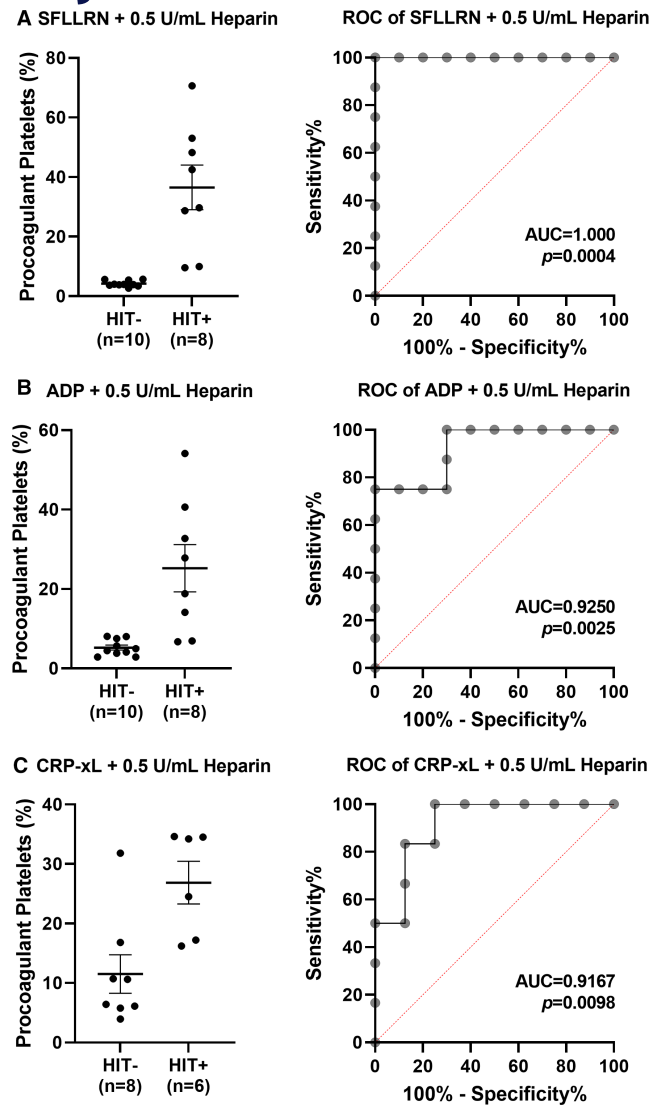 A SFLLRN + 0.5 U/mL Heparin
Procoagulant Platelets (%)
80
60
40
20
0
HIT-
(n=10)
HIT+
(n=8)
ROC of SFLLRN + 0.5 U/mL Heparin
Sensitivity%
100
80
60
40
20
0
AUC=1.000
p=0.0004
0 20 40 60 80 100
100% - Specificity%
B ADP + 0.5 U/mL Heparin
Procoagulant Platelets (%)
60
40
20
0
HIT-
(n=10)
HIT+
(n=8)
ROC of ADP + 0.5 U/mL Heparin
Sensitivity%
100
80
60
40
20
0
AUC=0.9250
p=0.0025
0 20 40 60 80 100
100% - Specificity%
C CRP-xL + 0.5 U/mL Heparin
Procoagulant Platelets (%)
40
30
20
10
0
HIT-
(n=8)
HIT+
(n=6)
ROC of CRP-xL + 0.5 U/mL Heparin
Sensitivity%
100
80
60
40
20
0
AUC=0.9167
p=0.0098
0 20 40 60 80 100
100% - Specificity%